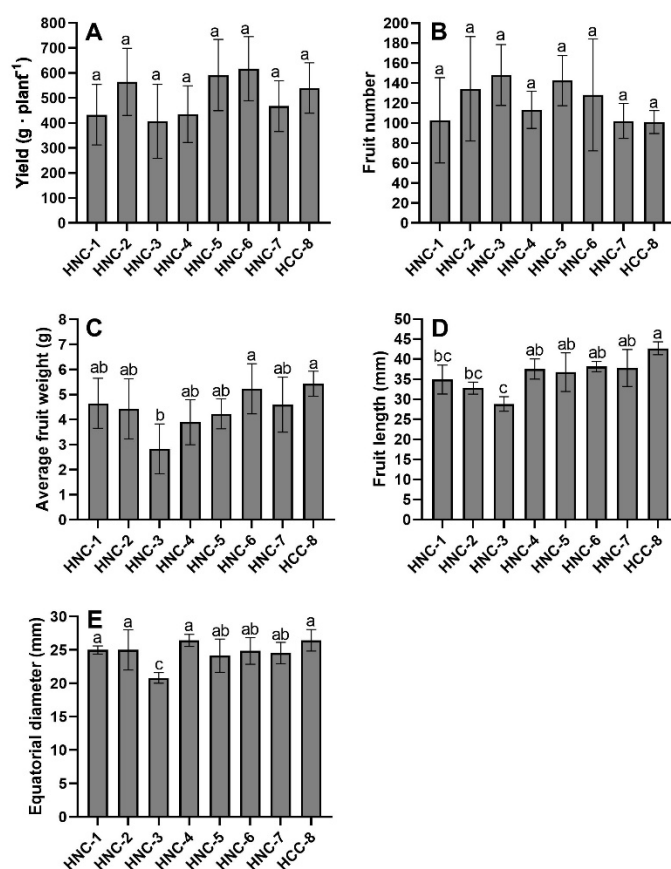 A
Yield (g · plant⁻¹)
800
700
600
500
400
300
200
100
0
a a a a a a a a
HNC-1 HNC-2 HNC-3 HNC-4 HNC-5 HNC-6 HNC-7 HCC-8
B
Fruit number
200
180
160
140
120
100
80
60
40
20
0
a a a a a a a a
HNC-1 HNC-2 HNC-3 HNC-4 HNC-5 HNC-6 HNC-7 HCC-8
C
Average fruit weight (g)
8
7
6
5
4
3
2
1
0
ab ab b ab ab a ab a
HNC-1 HNC-2 HNC-3 HNC-4 HNC-5 HNC-6 HNC-7 HCC-8
D
Fruit length (mm)
50
45
40
35
30
25
20
15
10
5
0
bc bc c ab ab ab ab a
HNC-1 HNC-2 HNC-3 HNC-4 HNC-5 HNC-6 HNC-7 HCC-8
E
Equatorial diameter (mm)
30
25
20
15
10
5
0
a a c a ab ab ab a
HNC-1 HNC-2 HNC-3 HNC-4 HNC-5 HNC-6 HNC-7 HCC-8